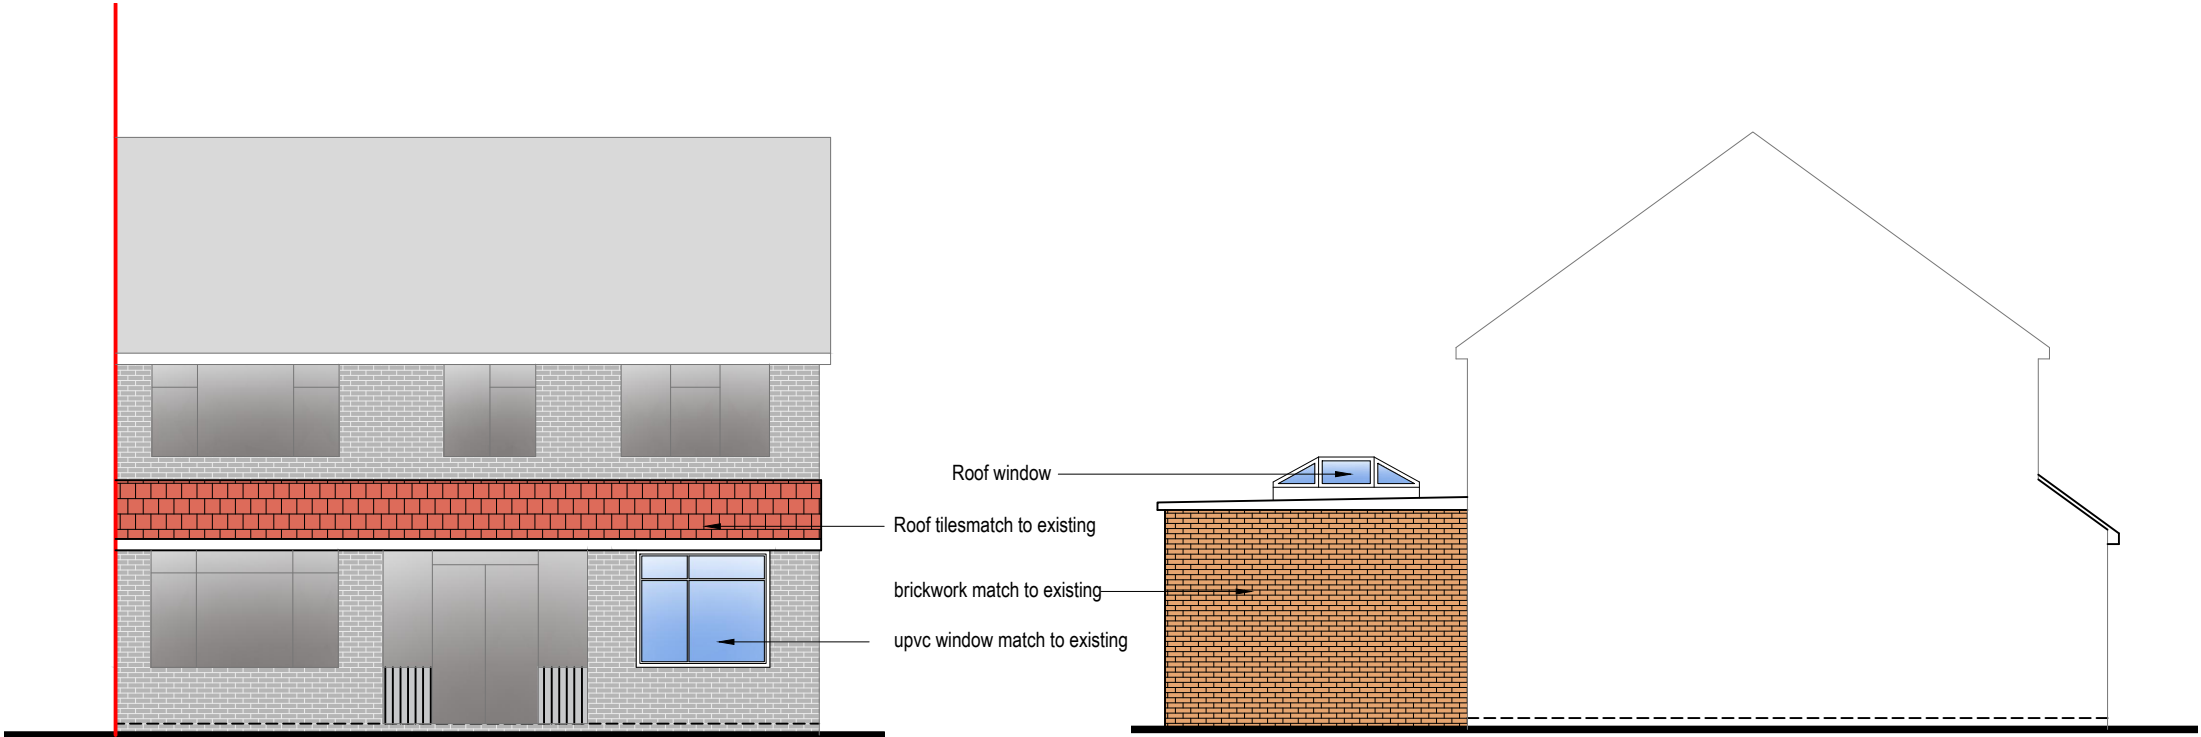 Roof window
Roof tilesmatch to existing
brickwork match to existing
upvc window match to existing